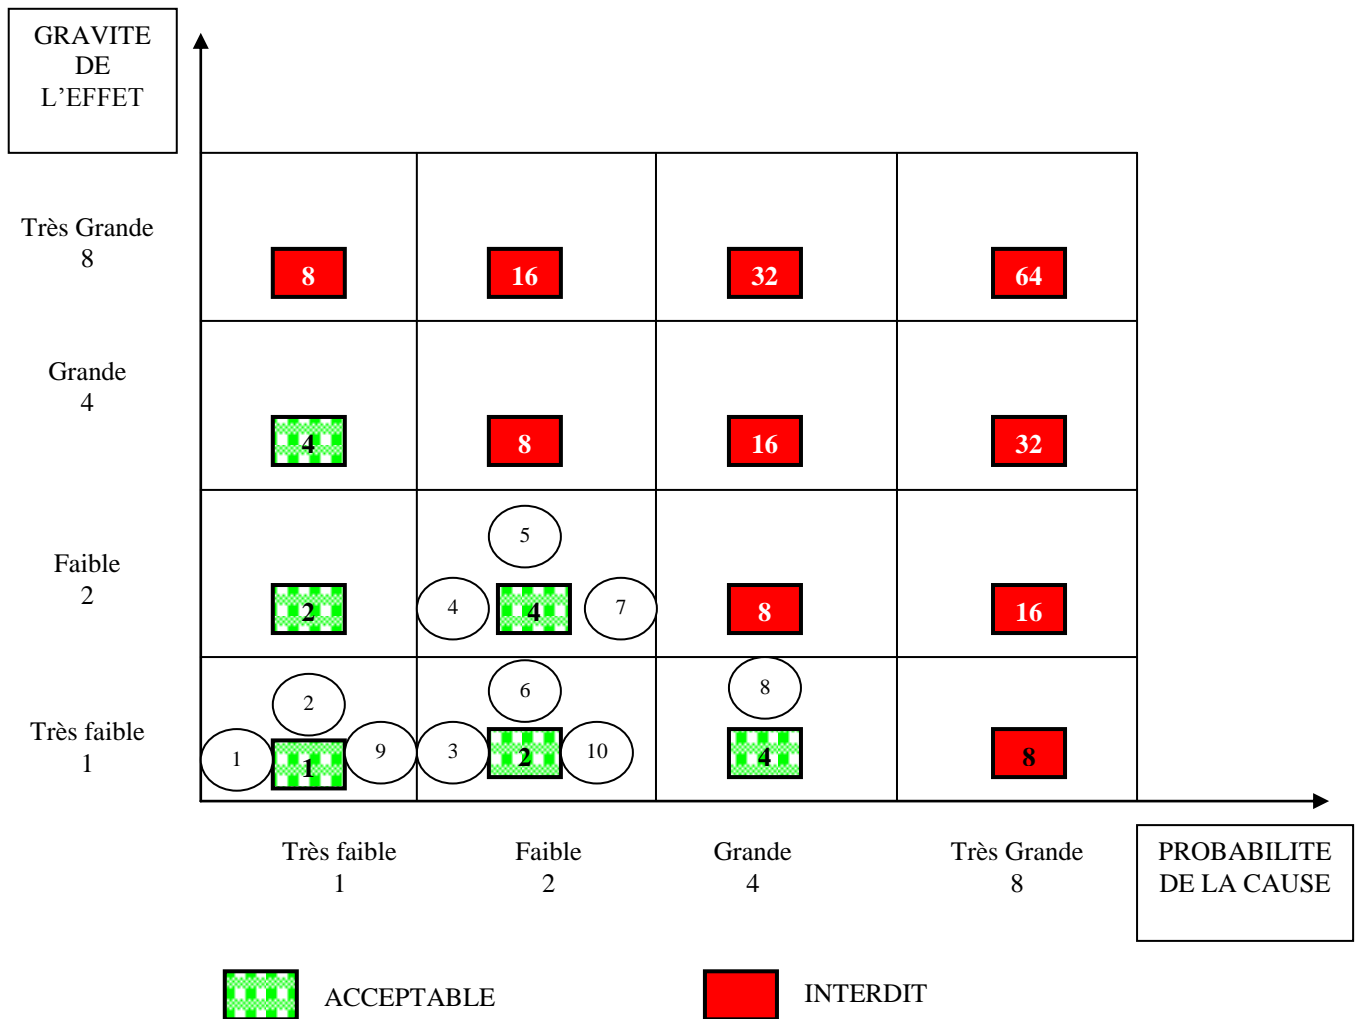 GRAVITE
DE
L'EFFET
Très Grande
8
8
16
32
64
Grande
4
4
8
16
32
Faible
2
5
4
4
7
2
8
16
Très faible
1
2
6
8
1
9
3
10
1
2
4
8
Très faible
1
Faible
2
Grande
4
Très Grande
8
PROBABILITE
DE LA CAUSE
ACCEPTABLE
INTERDIT